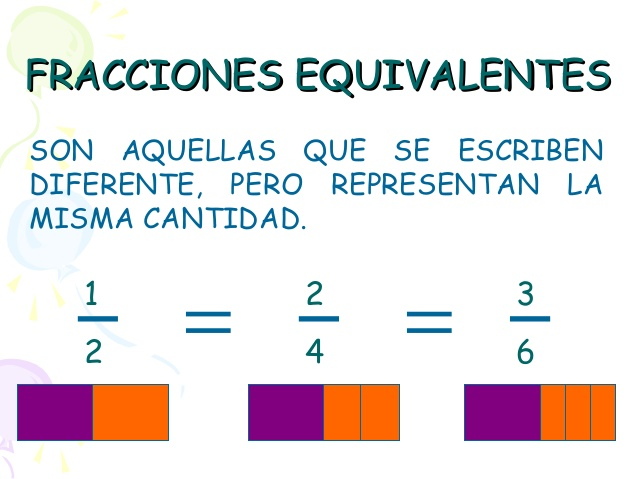 FRACCIONES EQUIVALENTES
SON AQUELLAS QUE SE ESCRIBEN
DIFERENTE, PERO REPRESENTAN LA
MISMA CANTIDAD.
1 2 3
= =
2 4 6